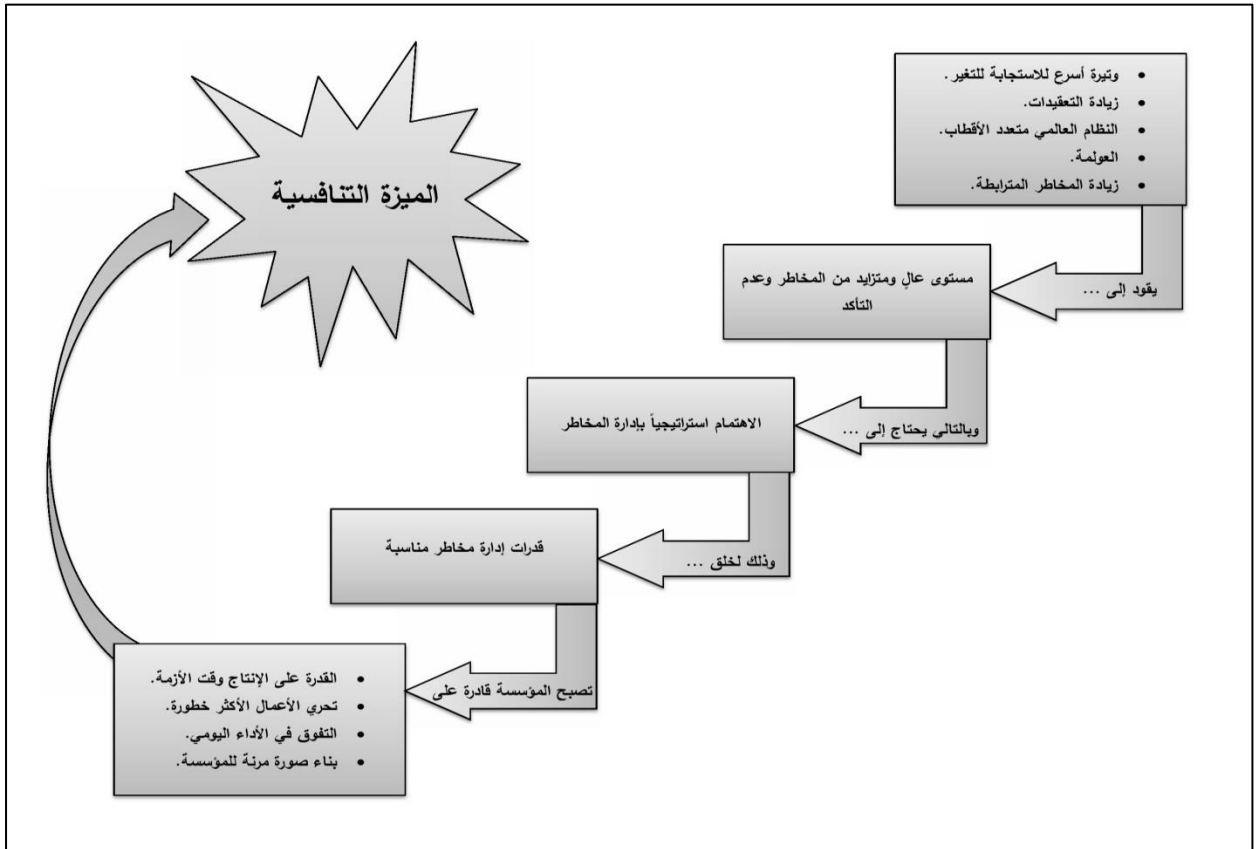 • وتيرة أسرع للاستجابة للتغير.
• زيادة التعقيدات.
• النظام العالمي متعدد الأقطاب.
• العولمة.
• زيادة المخاطر المترابطة.
يقود إلى ...
مستوى عالٍ ومتزايد من المخاطر وعدم
التأكد
وبالتالي يحتاج إلى ...
الاهتمام استراتيجياً بإدارة المخاطر
وذلك لخلق ...
قدرات إدارة مخاطر مناسبة
تصبح المؤسسة قادرة على
• القدرة على الإنتاج وقت الأزمة.
• تحري الأعمال الأكثر خطورة.
• التفوق في الأداء اليومي.
• بناء صورة مرنة للمؤسسة.
الميزة التنافسية